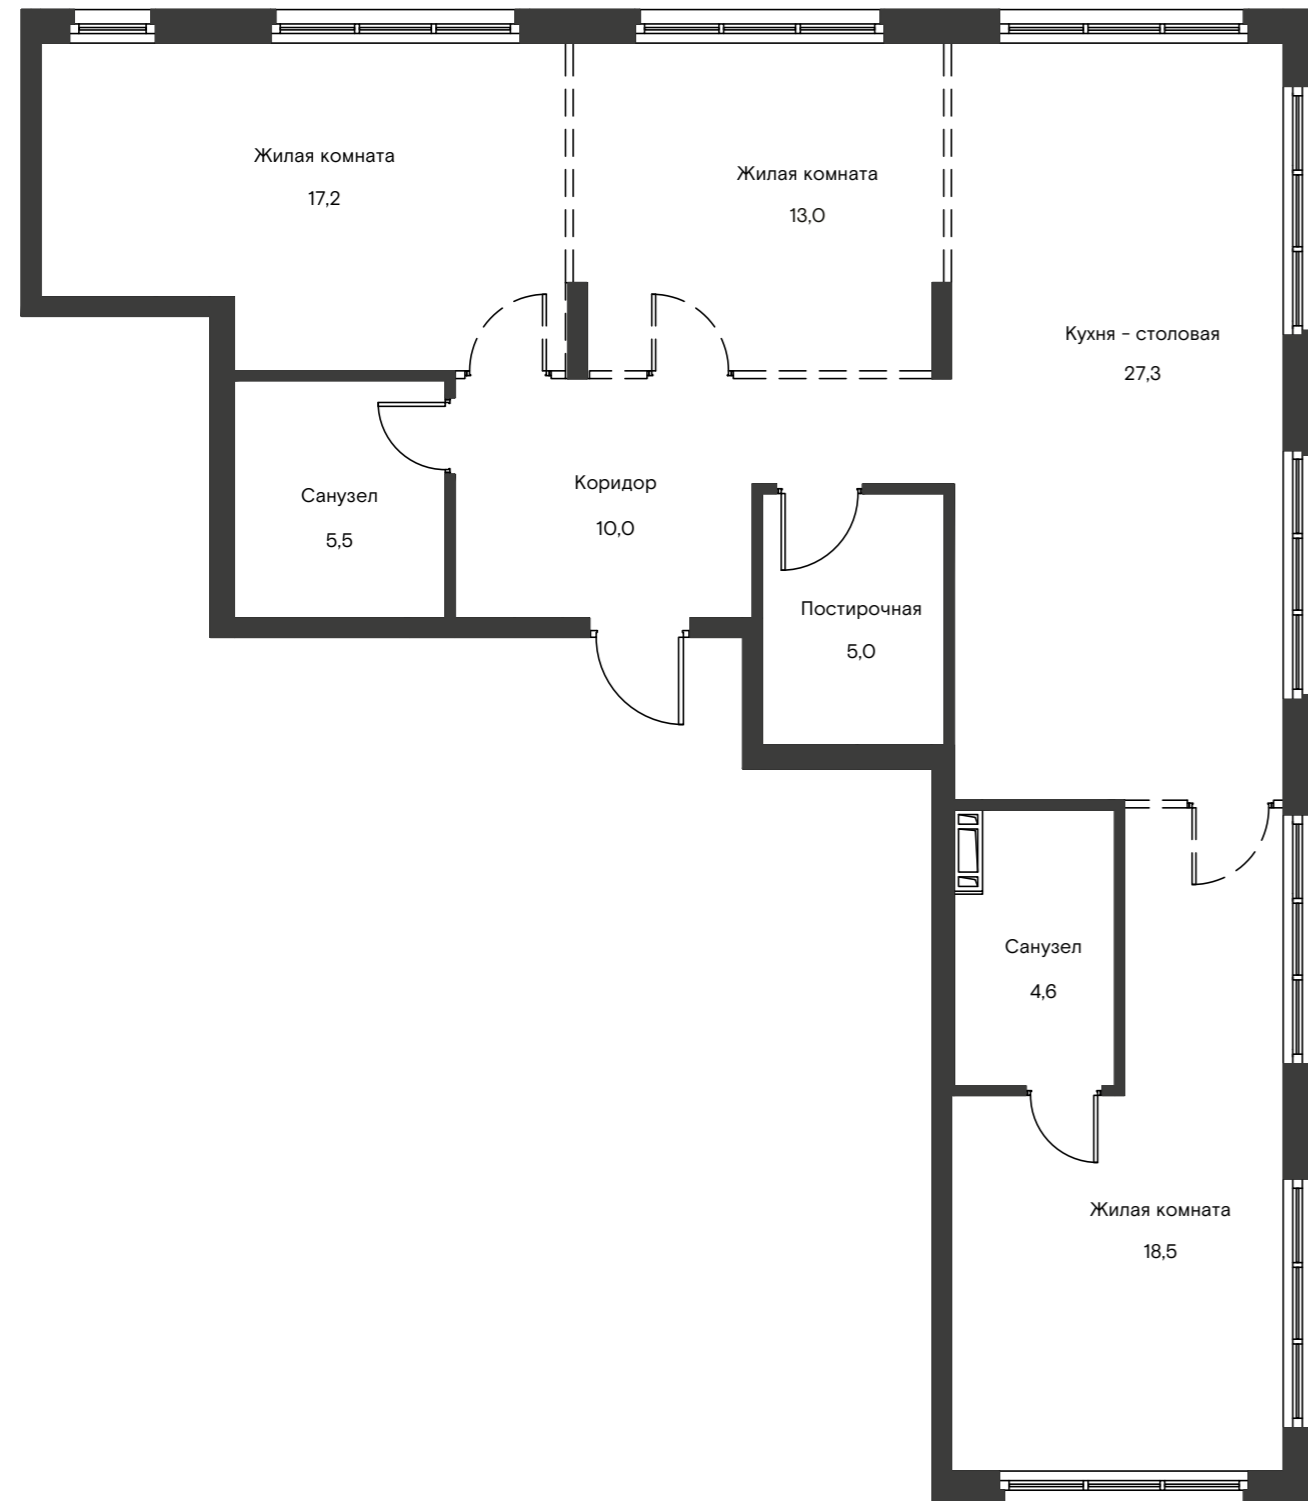 Жилая комната
17,2
Жилая комната
13,0
Кухня - столовая
27,3
Санузел
5,5
Коридор
10,0
Постирочная
5,0
Санузел
4,6
Жилая комната
18,5